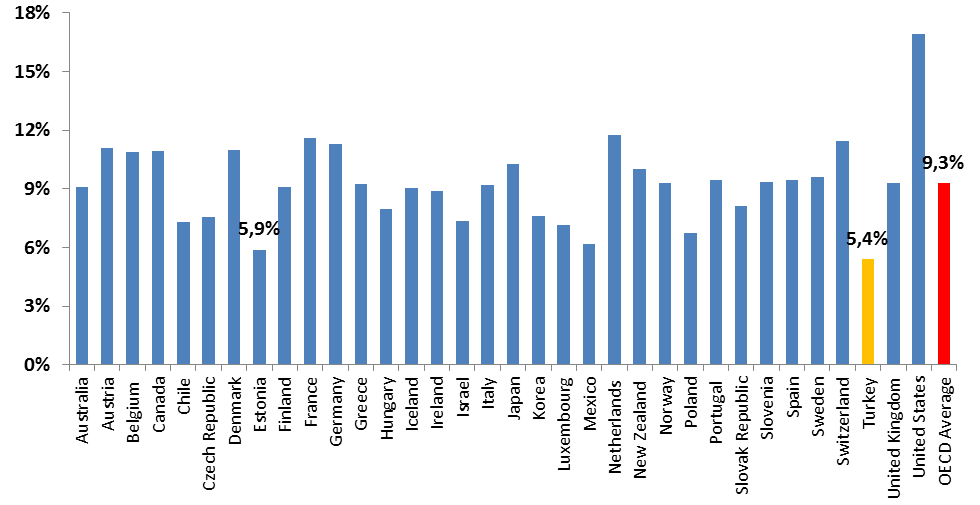 18%
15%
12%
9%
6%
3%
0%
5,9%
5,4%
9,3%
Australia
Austria
Belgium
Canada
Chile
Czech Republic
Denmark
Estonia
Finland
France
Germany
Greece
Hungary
Iceland
Ireland
Israel
Italy
Japan
Korea
Luxembourg
Mexico
Netherlands
New Zealand
Norway
Poland
Portugal
Slovak Republic
Slovenia
Spain
Sweden
Switzerland
Turkey
United Kingdom
United States
OECD Average